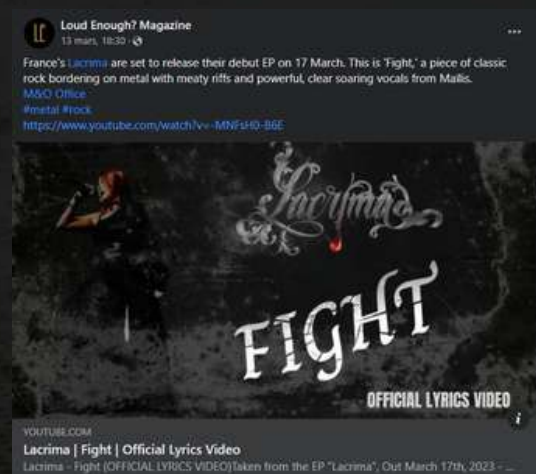 LC
Loud Enough? Magazine
13 mars, 18:30 ·
France's Lacrima are set to release their debut EP on 17 March. This is 'Fight,' a piece of classic
rock bordering on metal with meaty riffs and powerful, clear soaring vocals from Maïlis.
M&O Office
#metal #rock
https://www.youtube.com/watch?v=-MNFsH0-B6E
Lacrima
FIGHT
OFFICIAL LYRICS VIDEO
YOUTUBE.COM
Lacrima | Fight | Official Lyrics Video
Lacrima - Fight (OFFICIAL LYRICS VIDEO)Taken from the EP "Lacrima", Out March 17th, 2023 - ...